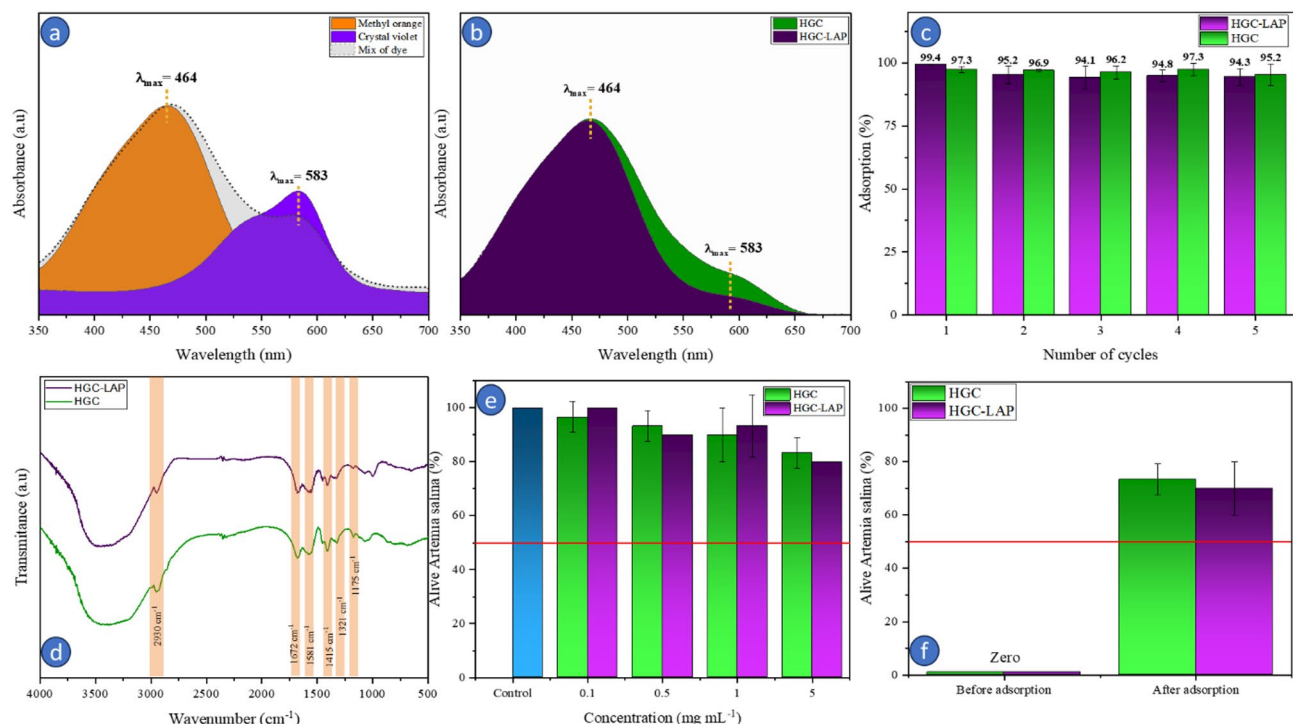 a
Methyl orange
Crystal violet
Mix of dye
λmax= 464
λmax= 583
Absorbance (a.u)
350 400 450 500 550 600 650 700
Wavelength (nm)
b
HGC
HGC-LAP
λmax= 464
λmax= 583
Absorbance (a.u)
350 400 450 500 550 600 650 700
Wavelength (nm)
c
HGC-LAP
HGC
99.4 97.3 95.2 96.9 94.1 96.2 94.8 97.3 94.3 95.2
Adsorption (%)
100
75
50
25
0
1 2 3 4 5
Number of cycles
HGC-LAP
HGC
Transmittance (a.u)
2930 cm-1
1672 cm-1
1581 cm-1
1415 cm-1
1321 cm-1
1175 cm-1
d
4000 3500 3000 2500 2000 1500 1000 500
Wavenumber (cm-1)
e
HGC
HGC-LAP
Alive Artemia salina (%)
100
80
60
40
20
0
Control 0.1 0.5 1 5
Concentration (mg mL-1)
HGC
HGC-LAP
Alive Artemia salina (%)
100
80
60
40
20
0
Zero
f
Before adsorption After adsorption